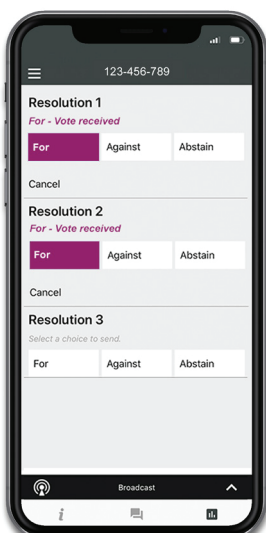 123-456-789
Resolution 1
For - Vote received
For Against Abstain
Cancel
Resolution 2
For - Vote received
For Against Abstain
Cancel
Resolution 3
Select a choice to send.
For Against Abstain
Broadcast
i